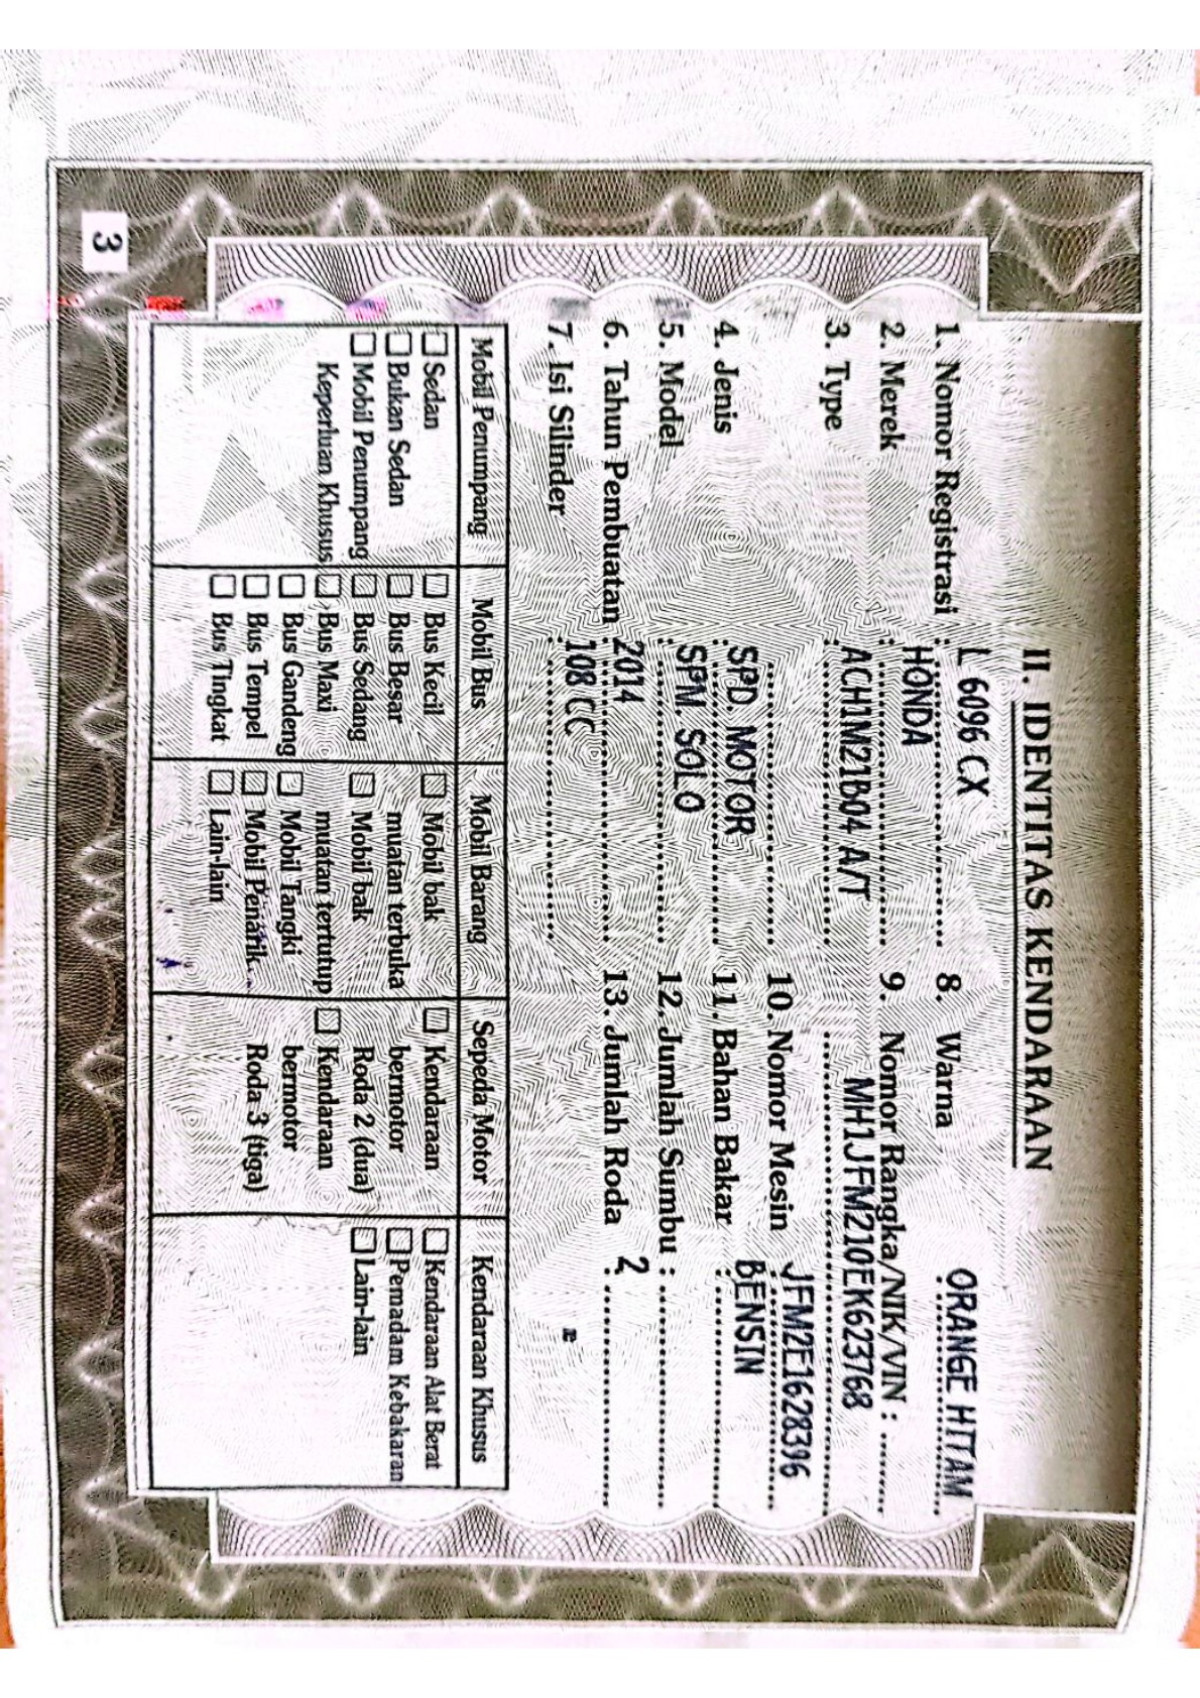 II. IDENTITAS KENDARAAN
1. Nomor Registrasi : L 6096 CX
2. Merek : HONDA
3. Type : ACH1M21B04 A/T
4. Jenis : SPD. MOTOR
5. Model : SPM. SOLO
6. Tahun Pembuatan : 2014
7. Isi Silinder : 108 CC
8. Warna : ORANGE HITAM
9. Nomor Rangka/NIK/VIN :
MH1JFM210EK623768
10. Nomor Mesin : JFM2E1628396
11. Bahan Bakar : BENSIN
12. Jumlah Sumbu :
13. Jumlah Roda : 2
Mobil Penumpang
Sedan
Bukan Sedan
Mobil Penumpang
Keperluan Khusus
Mobil Bus
Bus Kecil
Bus Besar
Bus Sedang
Bus Maxi
Bus Gandeng
Bus Tempel
Bus Tingkat
Mobil Barang
Mobil bak
muatan terbuka
Mobil bak
muatan tertutup
Mobil Tangki
Mobil Penarik
Lain-lain
Sepeda Motor
Kendaraan
bermotor
Roda 2 (dua)
Kendaraan
bermotor
Roda 3 (tiga)
Kendaraan Khusus
Kendaraan Alat Berat
Pemadam Kebakaran
Lain-lain
3